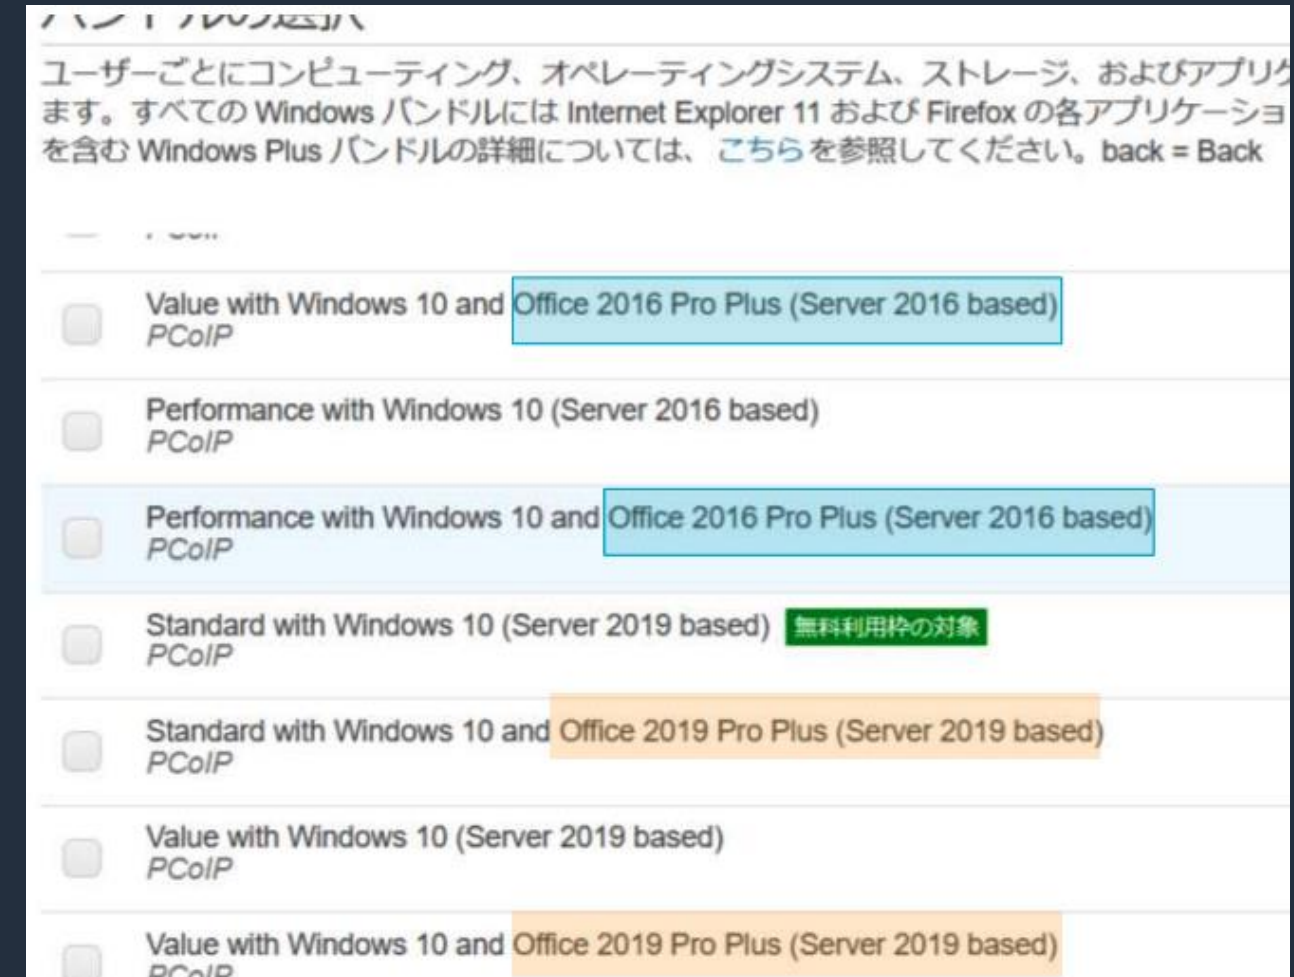 バンドルの選択
ユーザーごとにコンピューティング、オペレーティングシステム、ストレージ、およびアプリケ
ます。すべての Windows バンドルには Internet Explorer 11 および Firefox の各アプリケーショ
を含む Windows Plus バンドルの詳細については、 こちら を参照してください。back = Back
PCoIP
Value with Windows 10 and Office 2016 Pro Plus (Server 2016 based)
PCoIP
Performance with Windows 10 (Server 2016 based)
PCoIP
Performance with Windows 10 and Office 2016 Pro Plus (Server 2016 based)
PCoIP
Standard with Windows 10 (Server 2019 based) 無料利用枠の対象
PCoIP
Standard with Windows 10 and Office 2019 Pro Plus (Server 2019 based)
PCoIP
Value with Windows 10 (Server 2019 based)
PCoIP
Value with Windows 10 and Office 2019 Pro Plus (Server 2019 based)
PCoIP